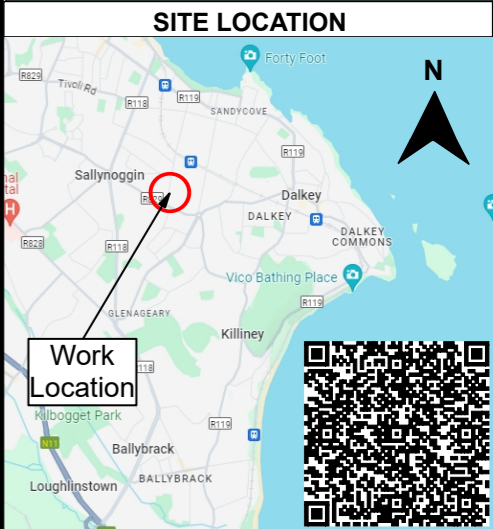 SITE LOCATION
Forty Foot
N
R829
Tivoli Rd
R118
R119
SANDYCOVE
R119
Sallynoggin
Dalkey
DALKEY
R828
R118
DALKEY
COMMONS
Vico Bathing Place
R119
GLENAGEARY
Killiney
Work
Location
R118
Kilbogget Park
R119
N11
Ballybrack
BALLYBRACK
Loughlinstown